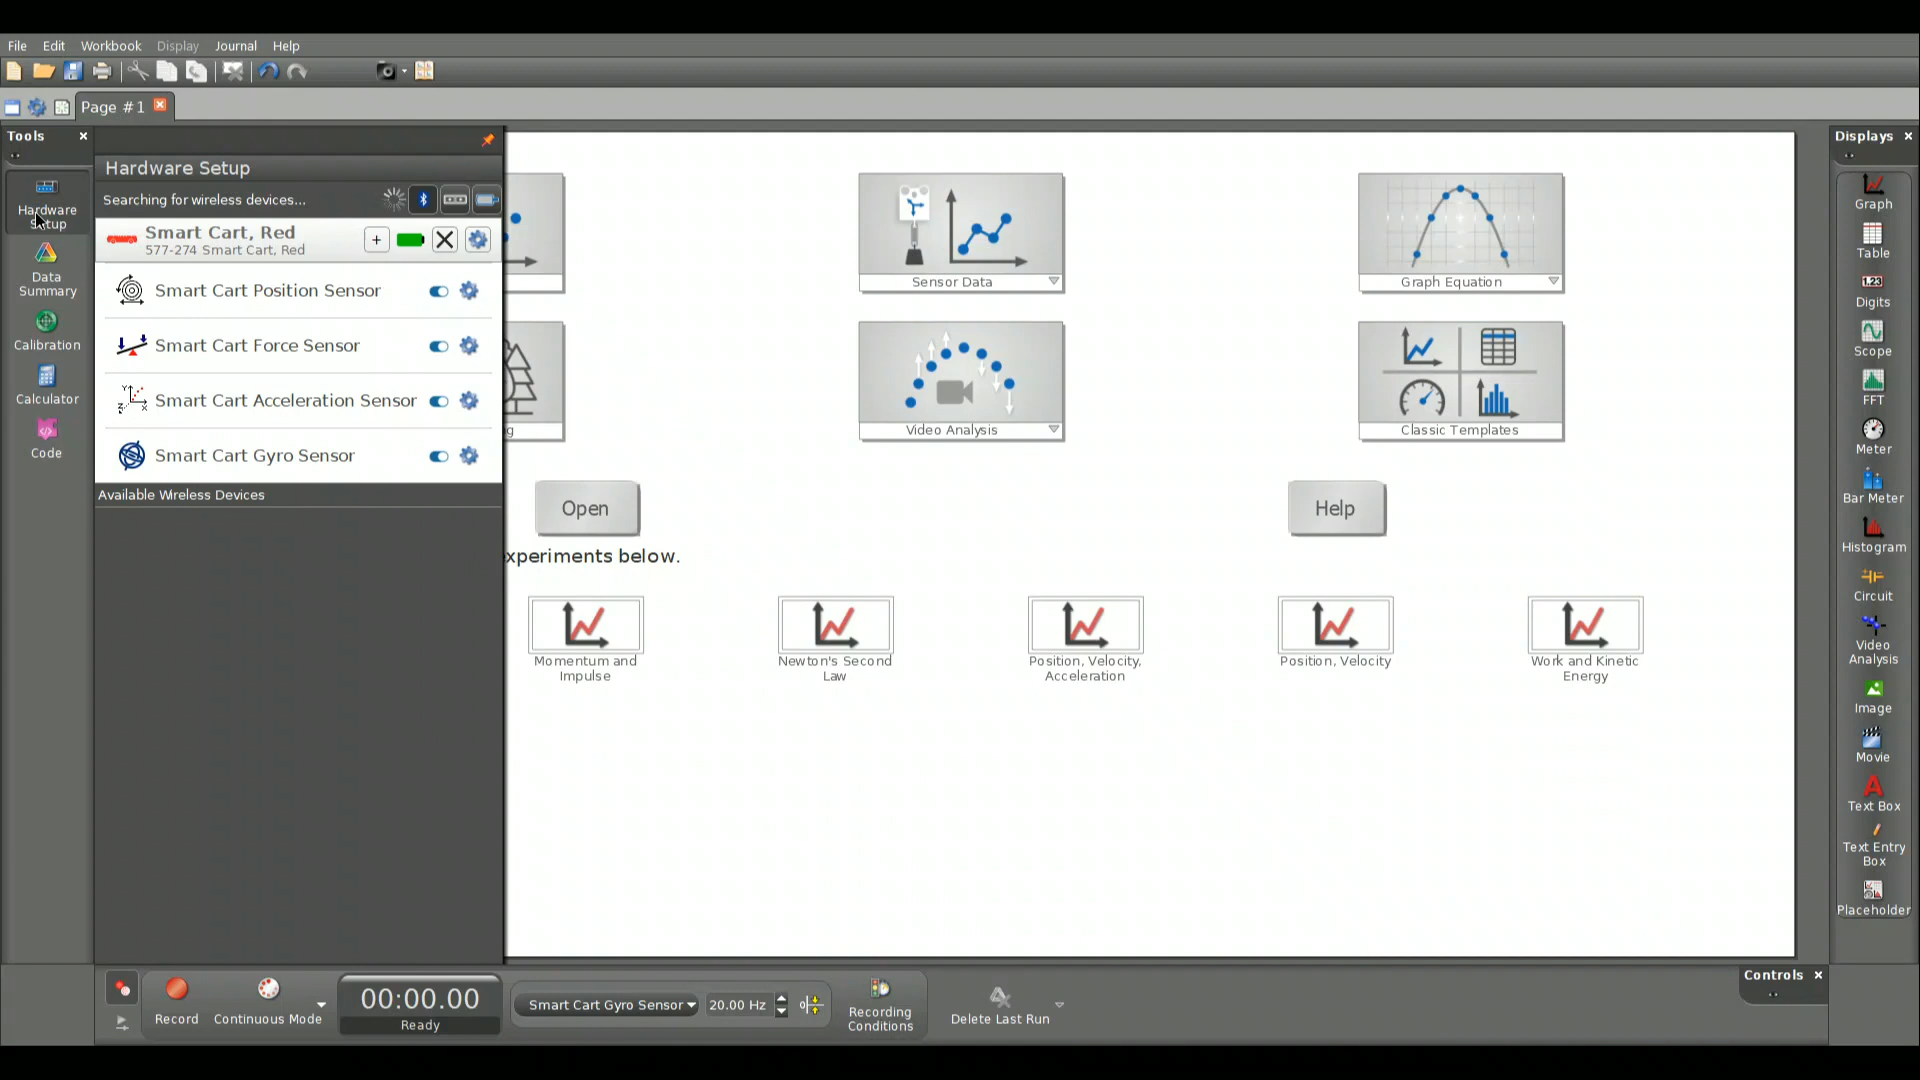 File Edit Workbook Display Journal Help
Page #1
Tools
Hardware Setup
Data Summary
Calibration
Calculator
Code
Hardware Setup
Searching for wireless devices...
Smart Cart, Red
577-274 Smart Cart, Red
Smart Cart Position Sensor
Smart Cart Force Sensor
Smart Cart Acceleration Sensor
Smart Cart Gyro Sensor
Available Wireless Devices
Sensor Data
Graph Equation
g
Video Analysis
Classic Templates
Open
Help
xperiments below.
Momentum and
Impulse
Newton's Second
Law
Position, Velocity,
Acceleration
Position, Velocity
Work and Kinetic
Energy
Displays
Graph
Table
1.23
Digits
Scope
FFT
Meter
Bar Meter
Histogram
Circuit
Video
Analysis
Image
Movie
Text Box
Text Entry
Box
Placeholder
Record
Continuous Mode
00:00.00
Ready
Smart Cart Gyro Sensor
20.00 Hz
Recording
Conditions
Delete Last Run
Controls